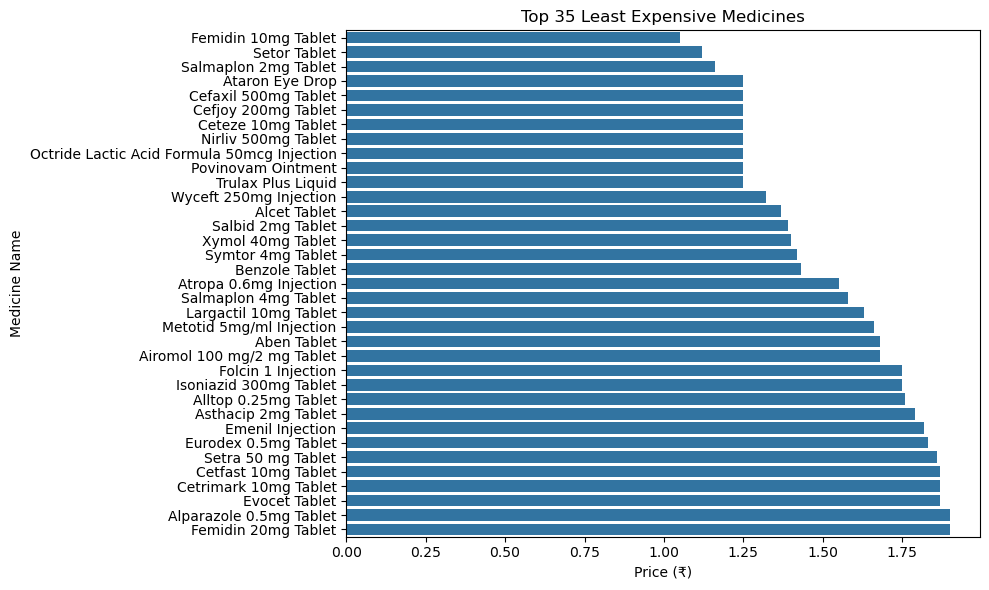 Top 35 Least Expensive Medicines
Medicine Name
Femidin 10mg Tablet
Setor Tablet
Salmaplon 2mg Tablet
Ataron Eye Drop
Cefaxil 500mg Tablet
Cefjoy 200mg Tablet
Ceteze 10mg Tablet
Nirliv 500mg Tablet
Octride Lactic Acid Formula 50mcg Injection
Povinovam Ointment
Trulax Plus Liquid
Wyceft 250mg Injection
Alcet Tablet
Salbid 2mg Tablet
Xymol 40mg Tablet
Symtor 4mg Tablet
Benzole Tablet
Atropa 0.6mg Injection
Salmaplon 4mg Tablet
Largactil 10mg Tablet
Metotid 5mg/ml Injection
Aben Tablet
Airomol 100 mg/2 mg Tablet
Folcin 1 Injection
Isoniazid 300mg Tablet
Alltop 0.25mg Tablet
Asthacip 2mg Tablet
Emenil Injection
Eurodex 0.5mg Tablet
Setra 50 mg Tablet
Cetfast 10mg Tablet
Cetrimark 10mg Tablet
Evocet Tablet
Alparazole 0.5mg Tablet
Femidin 20mg Tablet
0.00 0.25 0.50 0.75 1.00 1.25 1.50 1.75
Price (₹)